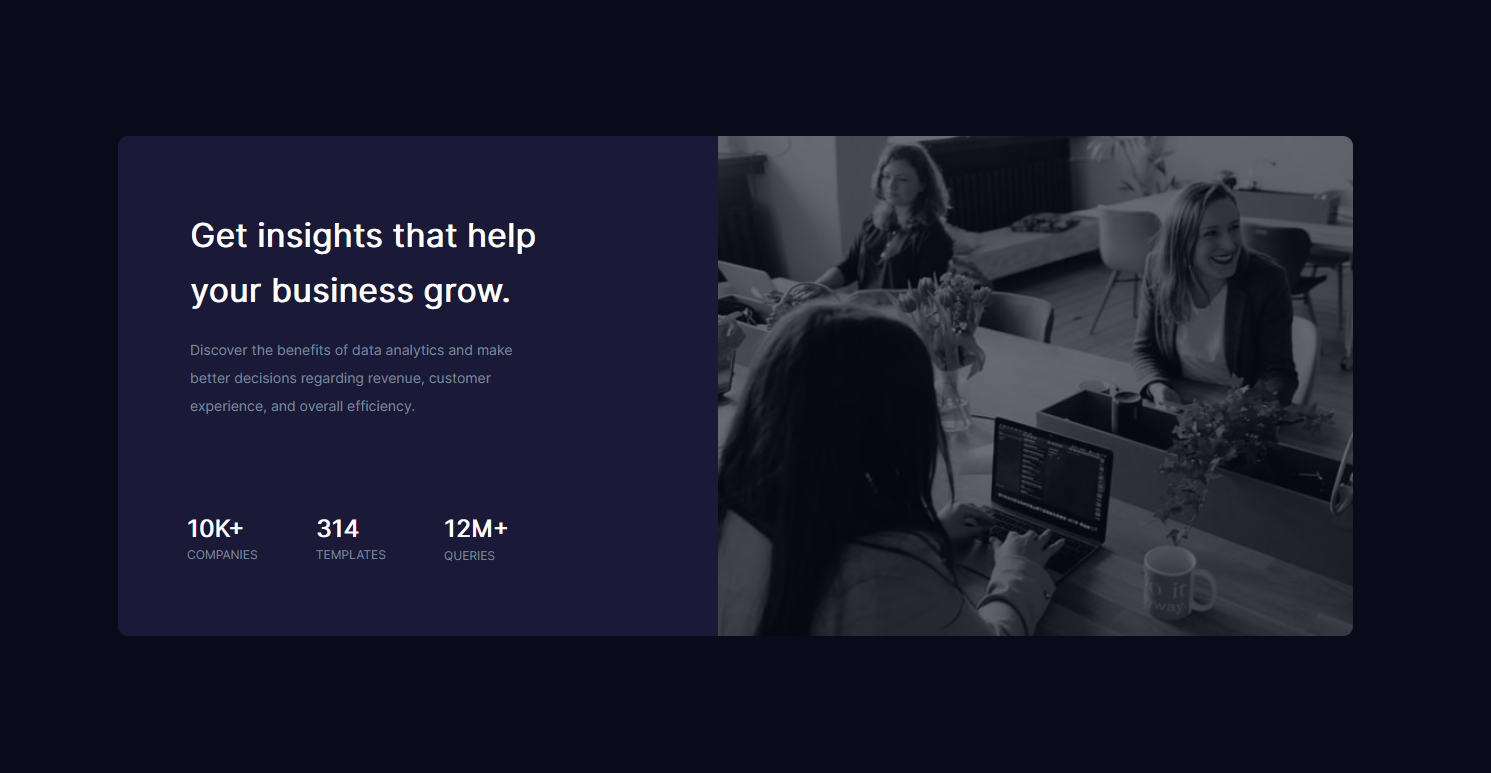 Get insights that help
your business grow.
Discover the benefits of data analytics and make
better decisions regarding revenue, customer
experience, and overall efficiency.
10K+ 314 12M+
COMPANIES TEMPLATES QUERIES